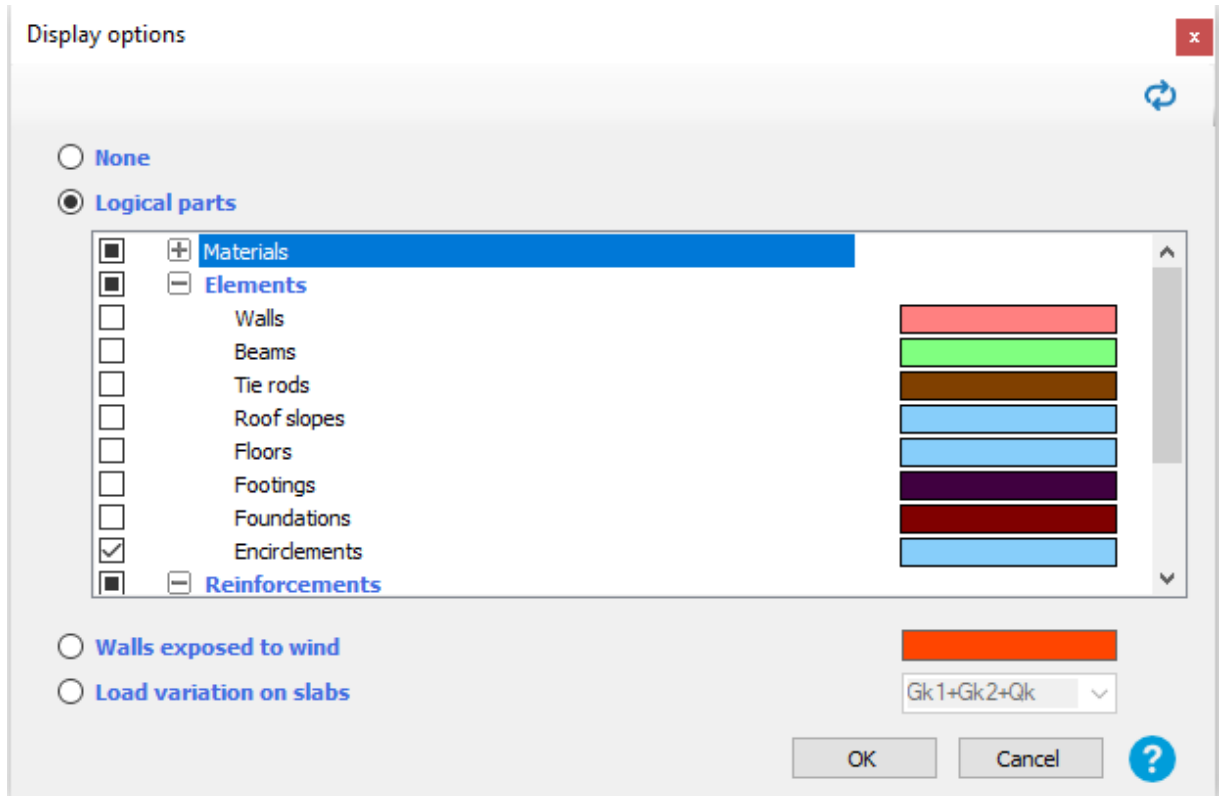 Display options
x
None
Logical parts
Materials
Elements
Walls
Beams
Tie rods
Roof slopes
Floors
Footings
Foundations
Encirclements
Reinforcements
Walls exposed to wind
Load variation on slabs
Gk1+Gk2+Qk
OK Cancel ?